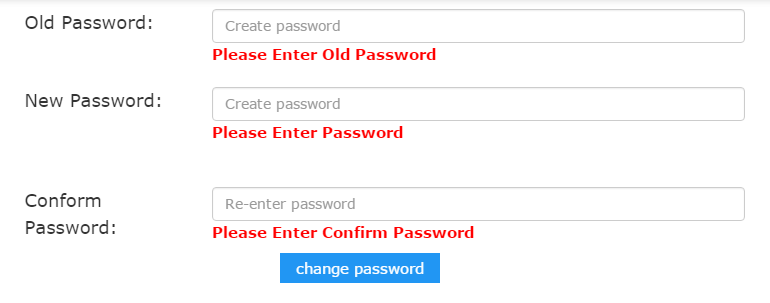 Old Password:
Create password
Please Enter Old Password
New Password:
Create password
Please Enter Password
Conform
Password:
Re-enter password
Please Enter Confirm Password
change password